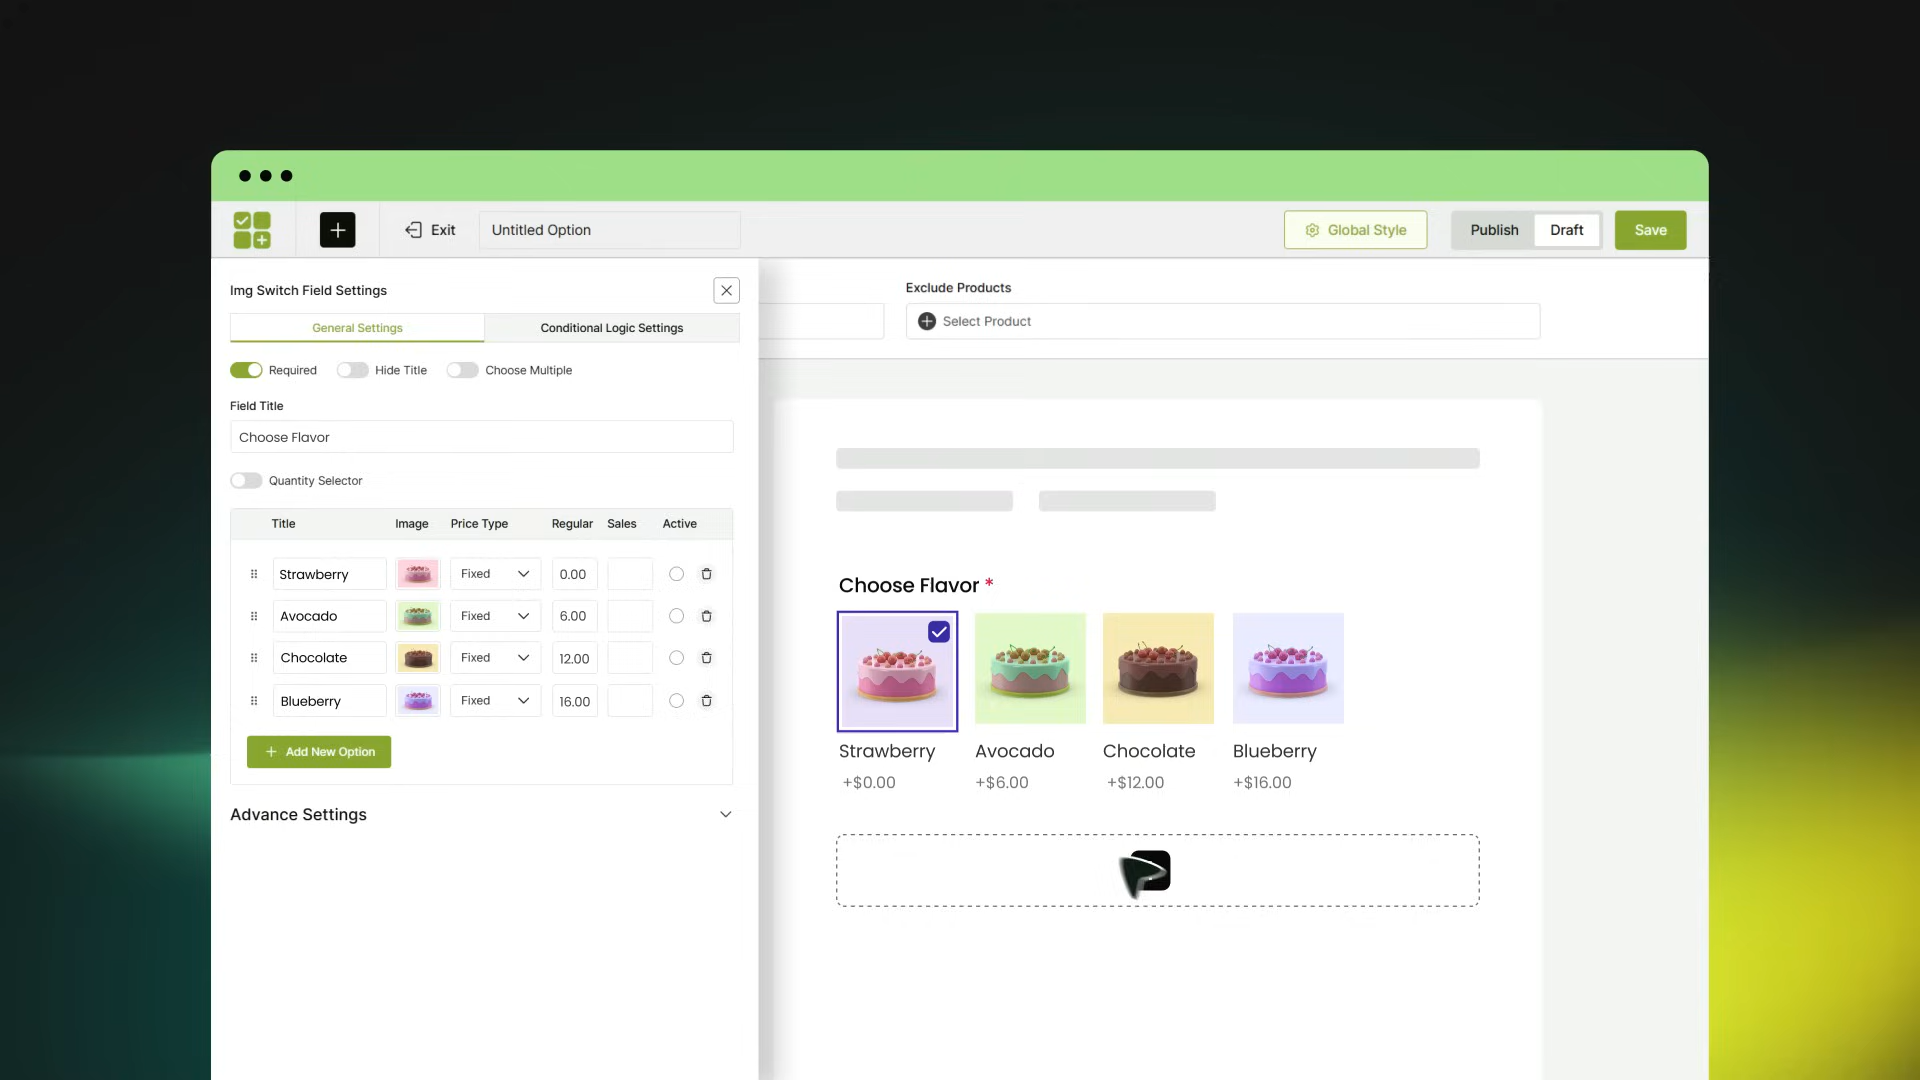 Exit
Untitled Option
Global Style
Publish
Draft
Save
Img Switch Field Settings
General Settings
Conditional Logic Settings
Required
Hide Title
Choose Multiple
Field Title
Choose Flavor
Quantity Selector
Title Image Price Type Regular Sales Active
Strawberry Fixed 0.00
Avocado Fixed 6.00
Chocolate Fixed 12.00
Blueberry Fixed 16.00
Add New Option
Advance Settings
Exclude Products
Select Product
Choose Flavor *
Strawberry Avocado Chocolate Blueberry
+$0.00 +$6.00 +$12.00 +$16.00